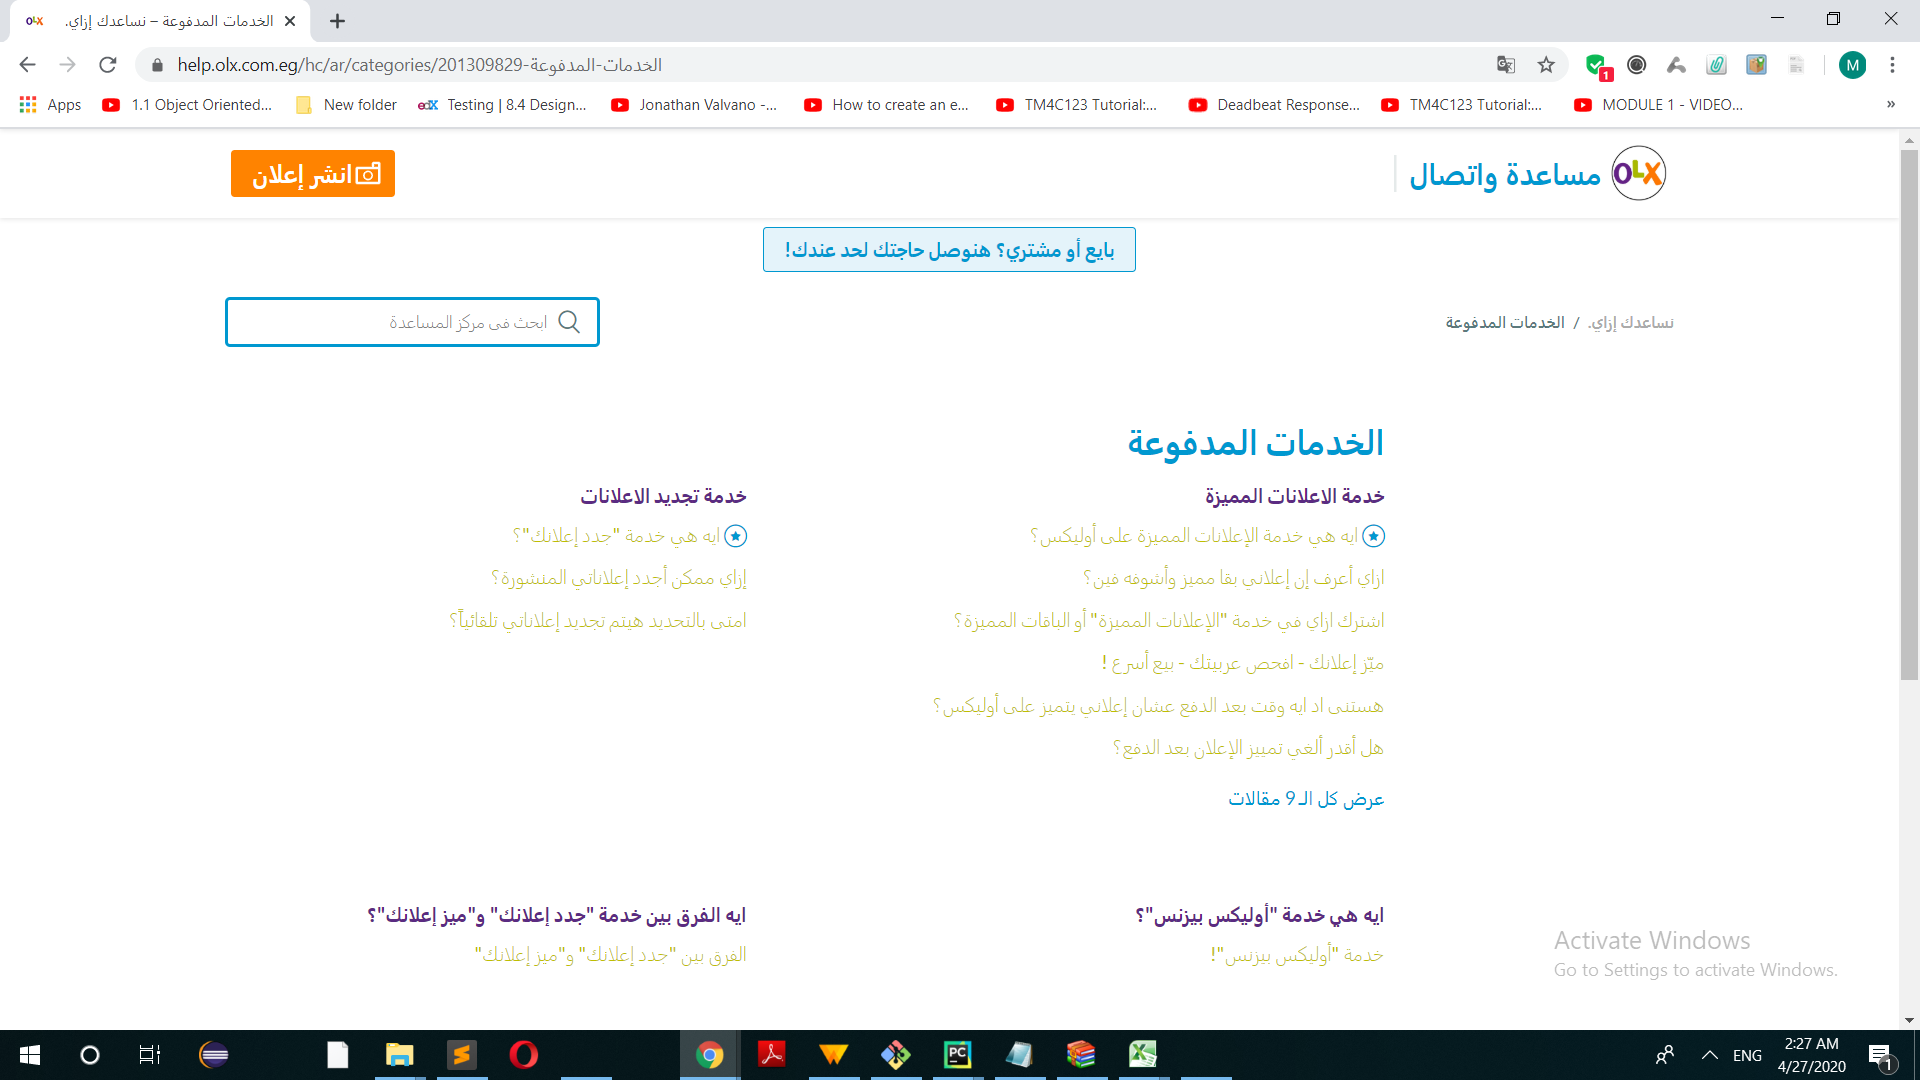 الخدمات المدفوعة – نساعدك إزاي.
help.olx.com.eg/hc/ar/categories/201309829-الخدمات-المدفوعة
1
M
Apps
1.1 Object Oriented...
New folder
edX
Testing | 8.4 Design...
Jonathan Valvano -...
How to create an e...
TM4C123 Tutorial:...
Deadbeat Response...
TM4C123 Tutorial:...
MODULE 1 - VIDEO...
»
OLX
مساعدة واتصال
انشر إعلان
بايع أو مشتري؟ هنوصل حاجتك لحد عندك!
نساعدك إزاي. / الخدمات المدفوعة
ابحث فى مركز المساعدة
الخدمات المدفوعة
خدمة الاعلانات المميزة
ايه هي خدمة الإعلانات المميزة على أوليكس؟
ازاي أعرف إن إعلاني بقا مميز وأشوفه فين؟
اشترك ازاي في خدمة "الإعلانات المميزة" أو الباقات المميزة؟
ميّز إعلانك - افحص عربيتك - بيع أسرع !
هستنى اد ايه وقت بعد الدفع عشان إعلاني يتميز على أوليكس؟
هل أقدر ألغي تمييز الإعلان بعد الدفع؟
عرض كل الـ 9 مقالات
خدمة تجديد الاعلانات
ايه هي خدمة "جدد إعلانك"؟
إزاي ممكن أجدد إعلاناتي المنشورة؟
امتى بالتحديد هيتم تجديد إعلاناتي تلقائياً؟
ايه هي خدمة "أوليكس بيزنس"؟
خدمة "أوليكس بيزنس"!
ايه الفرق بين خدمة "جدد إعلانك" و"ميز إعلانك"؟
الفرق بين "جدد إعلانك" و"ميز إعلانك"
Activate Windows
Go to Settings to activate Windows.
PC
ENG
2:27 AM
4/27/2020
1